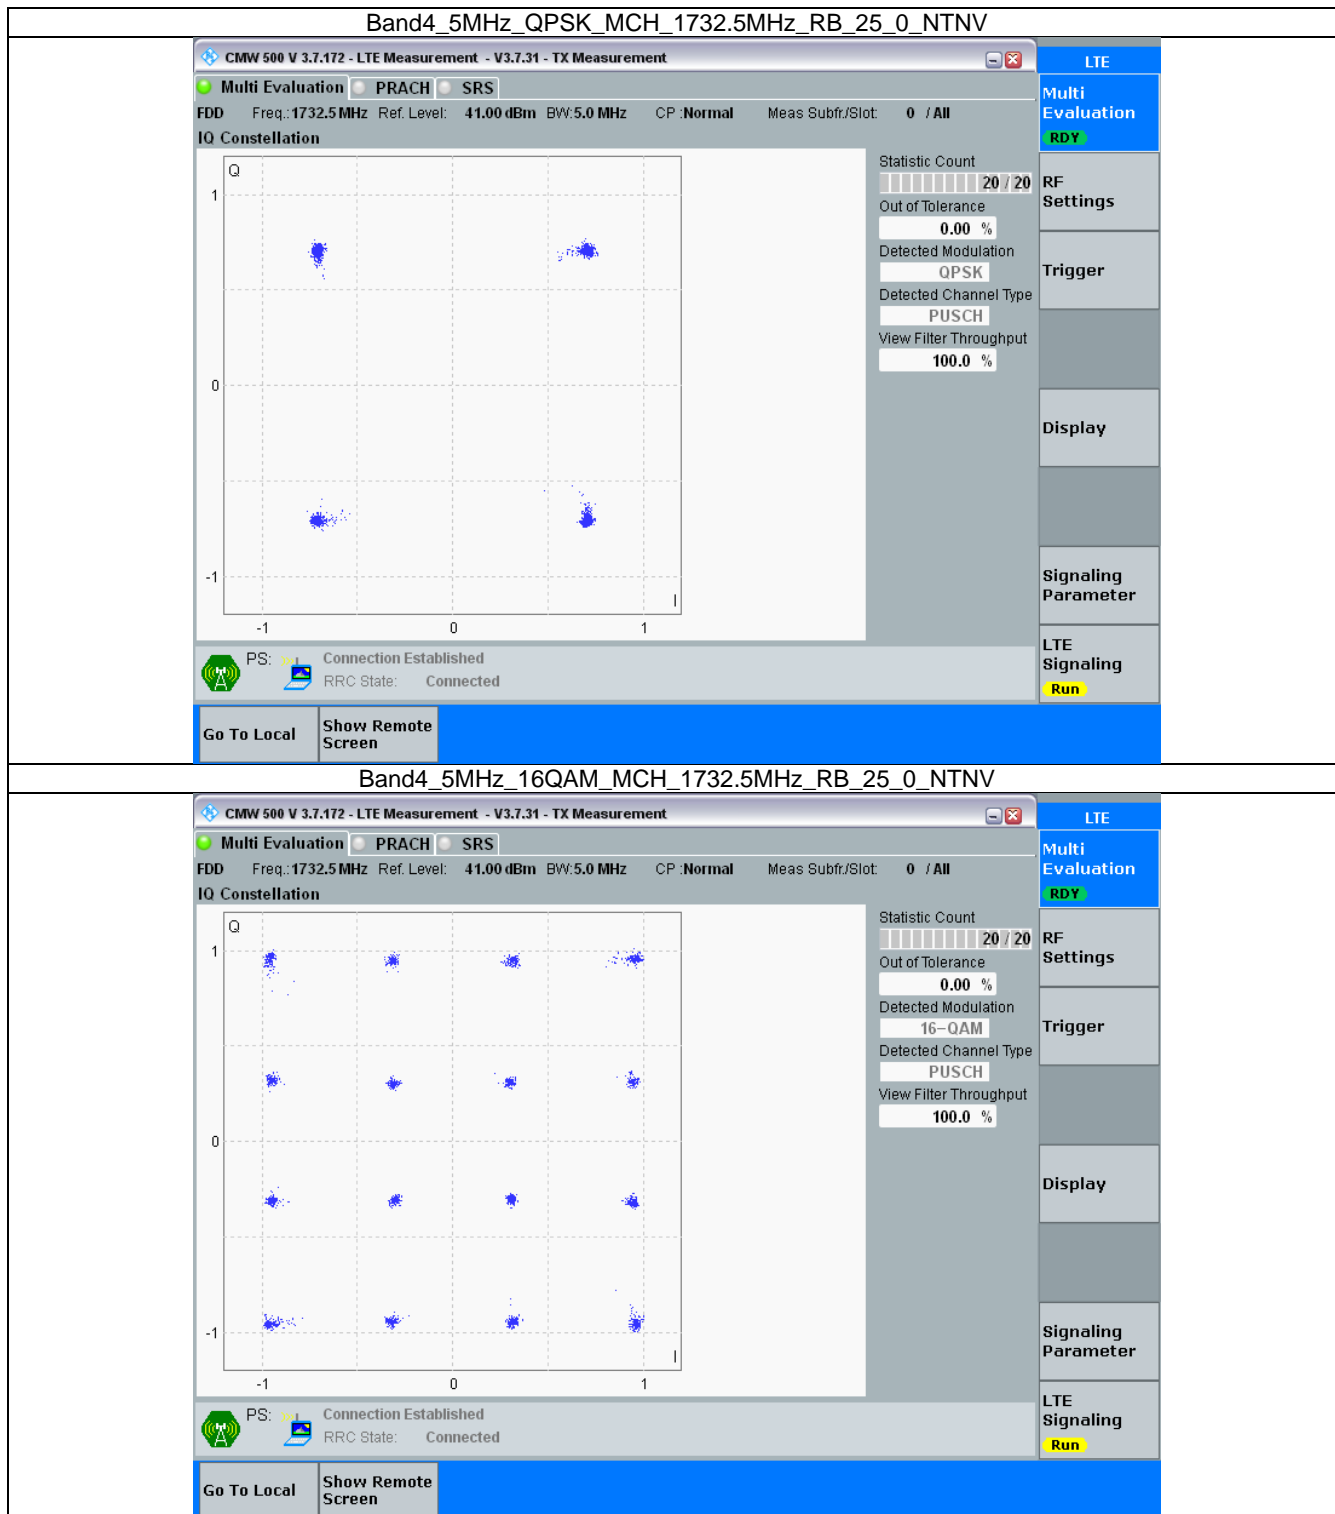 Band4_5MHz_QPSK_MCH_1732.5MHz_RB_25_0_NTNV
CMW 500 V 3.7.172 - LTE Measurement - V3.7.31 - TX Measurement
LTE
Multi Evaluation PRACH SRS
Multi
Evaluation
RDY
FDD Freq.:1732.5 MHz Ref. Level: 41.00 dBm BW:5.0 MHz CP :Normal Meas Subfr./Slot: 0 / All
IQ Constellation
Q
1
0
-1
-1 0 1
I
Statistic Count
20 / 20
Out of Tolerance
0.00 %
Detected Modulation
QPSK
Detected Channel Type
PUSCH
View Filter Throughput
100.0 %
RF
Settings
Trigger
Display
Signaling
Parameter
LTE
Signaling
Run
PS: Connection Established
RRC State: Connected
Go To Local
Show Remote
Screen
Band4_5MHz_16QAM_MCH_1732.5MHz_RB_25_0_NTNV
CMW 500 V 3.7.172 - LTE Measurement - V3.7.31 - TX Measurement
LTE
Multi Evaluation PRACH SRS
Multi
Evaluation
RDY
FDD Freq.:1732.5 MHz Ref. Level: 41.00 dBm BW:5.0 MHz CP :Normal Meas Subfr./Slot: 0 / All
IQ Constellation
Q
1
0
-1
-1 0 1
I
Statistic Count
20 / 20
Out of Tolerance
0.00 %
Detected Modulation
16-QAM
Detected Channel Type
PUSCH
View Filter Throughput
100.0 %
RF
Settings
Trigger
Display
Signaling
Parameter
LTE
Signaling
Run
PS: Connection Established
RRC State: Connected
Go To Local
Show Remote
Screen